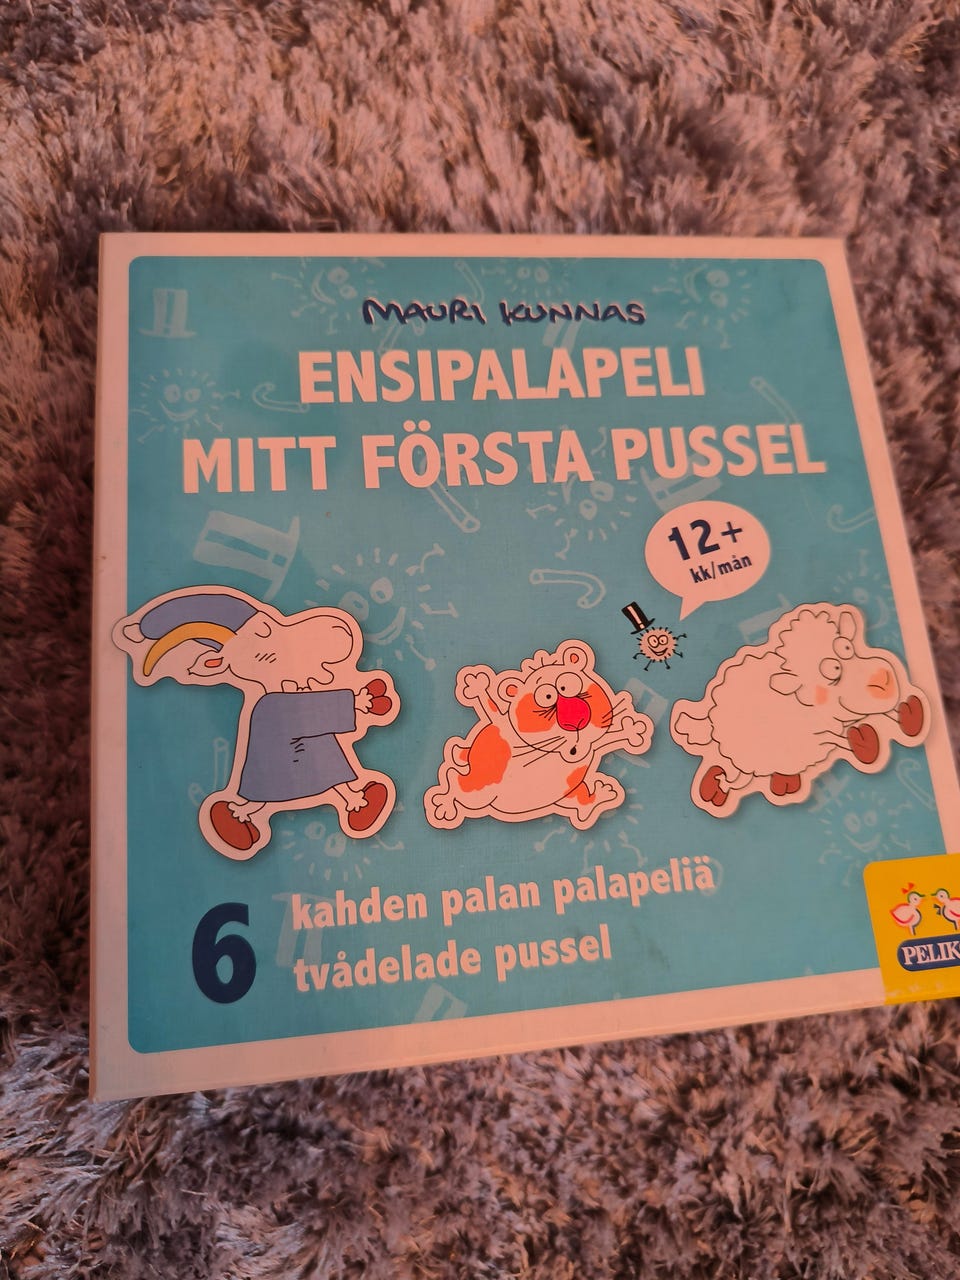 MAURI KUNNAS
ENSIPALAPELI
MITT FÖRSTA PUSSEL
12+
kk/mån
6
kahden palan palapeliä
tvådelade pussel
PELIK